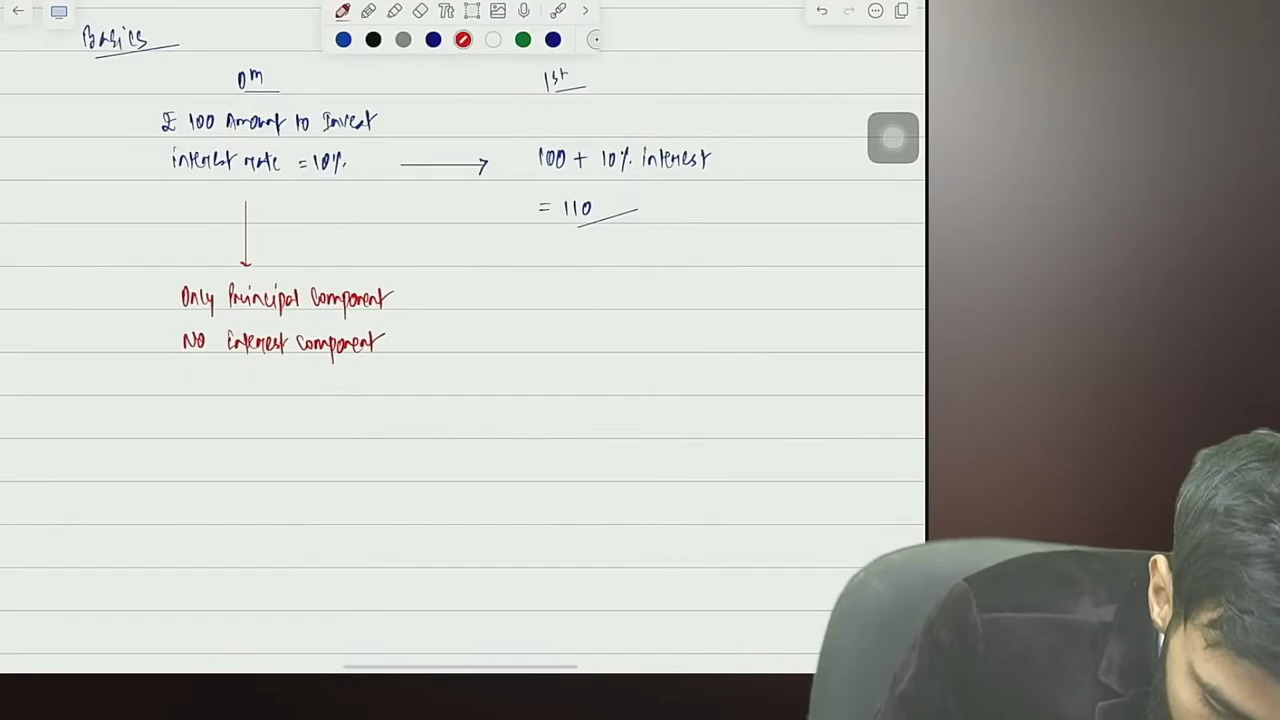 Basics
0th
1st
£ 100 Amount to Invest
interest rate = 10%
100 + 10% interest
= 110
Only Principal Component
No interest component